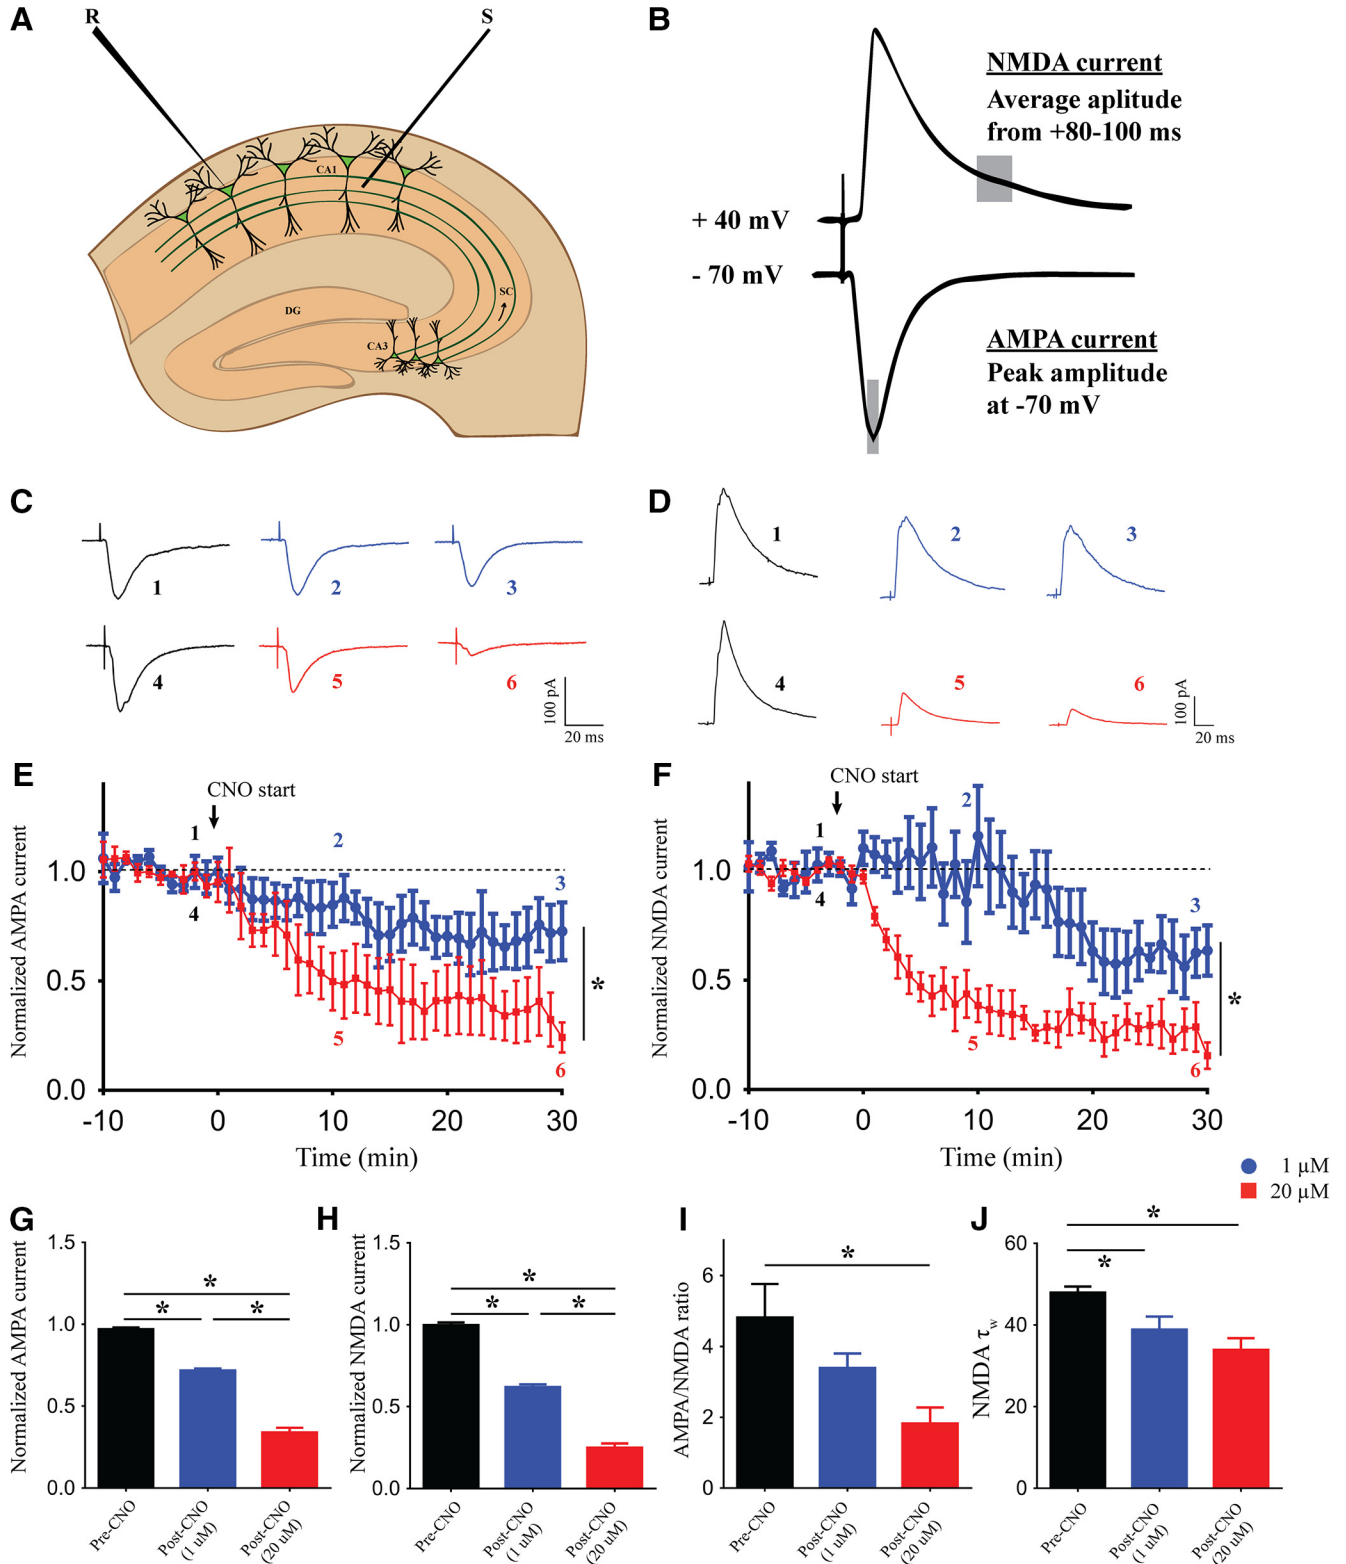 A
R
S
CA1
SC
DG
CA3
B
NMDA current
Average aplitude
from +80-100 ms
+ 40 mV
- 70 mV
AMPA current
Peak amplitude
at -70 mV
C
1
2
3
4
5
6
100 pA
20 ms
D
1
2
3
4
5
6
100 pA
20 ms
E
CNO start
1
2
3
4
5
6
*
Normalized AMPA current
1.0
0.5
0.0
-10
0
10
20
30
Time (min)
F
CNO start
1
2
3
4
5
6
*
Normalized NMDA current
1.0
0.5
0.0
-10
0
10
20
30
Time (min)
1 µM
20 µM
G
Normalized AMPA current
1.5
1.0
0.5
0.0
*
*
*
Pre-CNO
Post-CNO
(1 uM)
Post-CNO
(20 uM)
H
Normalized NMDA current
1.5
1.0
0.5
0.0
*
*
*
Pre-CNO
Post-CNO
(1 uM)
Post-CNO
(20 uM)
I
AMPA/NMDA ratio
6
4
2
0
*
Pre-CNO
Post-CNO
(1 uM)
Post-CNO
(20 uM)
J
NMDA τw
60
40
20
0
*
*
Pre-CNO
Post-CNO
(1 uM)
Post-CNO
(20 uM)